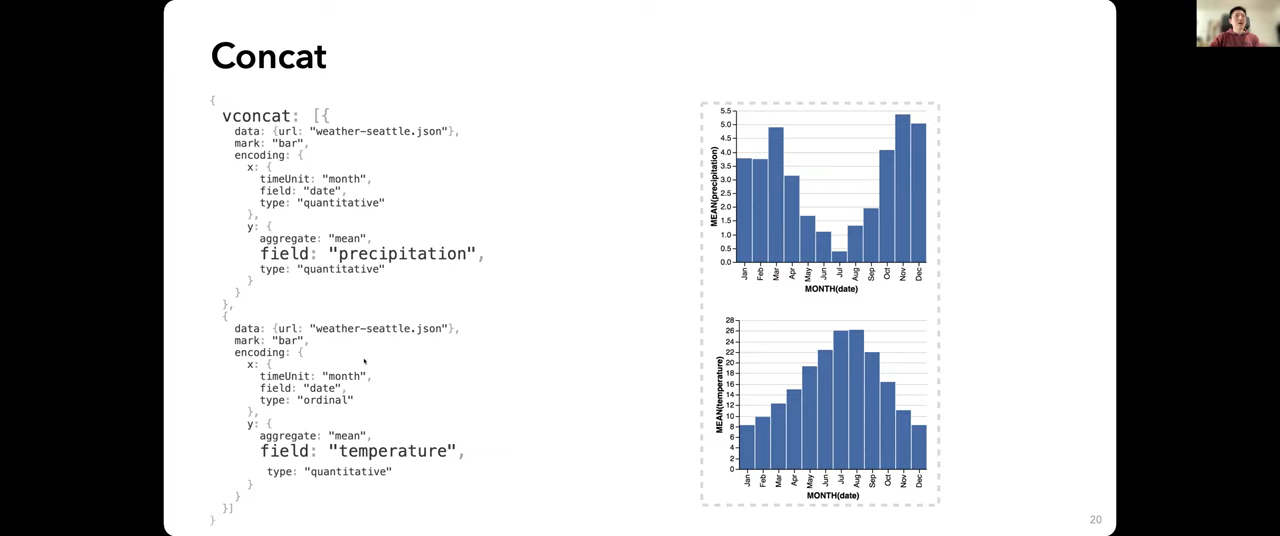 Concat
{
vconcat: [{
data: {url: "weather-seattle.json"},
mark: "bar",
encoding: {
x: {
timeUnit: "month",
field: "date",
type: "quantitative"
},
y: {
aggregate: "mean",
field: "precipitation",
type: "quantitative"
}
}
},
{
data: {url: "weather-seattle.json"},
mark: "bar",
encoding: {
x: {
timeUnit: "month",
field: "date",
type: "ordinal"
},
y: {
aggregate: "mean",
field: "temperature",
type: "quantitative"
}
}
}]
}
MEAN(precipitation)
5.5
5.0
4.5
4.0
3.5
3.0
2.5
2.0
1.5
1.0
0.5
0.0
Jan Feb Mar Apr May Jun Jul Aug Sep Oct Nov Dec
MONTH(date)
MEAN(temperature)
28
26
24
22
20
18
16
14
12
10
8
6
4
2
0
Jan Feb Mar Apr May Jun Jul Aug Sep Oct Nov Dec
MONTH(date)
20